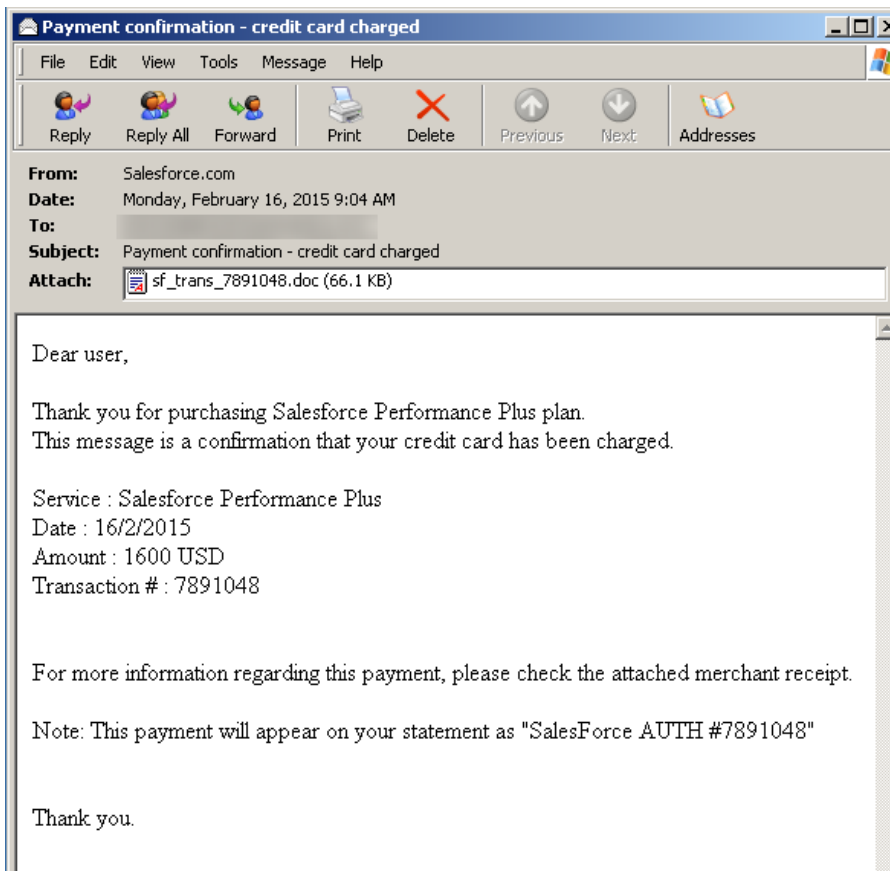 Payment confirmation - credit card charged
File Edit View Tools Message Help
Reply Reply All Forward Print Delete Previous Next Addresses
From: Salesforce.com
Date: Monday, February 16, 2015 9:04 AM
To:
Subject: Payment confirmation - credit card charged
Attach: sf_trans_7891048.doc (66.1 KB)
Dear user,
Thank you for purchasing Salesforce Performance Plus plan.
This message is a confirmation that your credit card has been charged.
Service : Salesforce Performance Plus
Date : 16/2/2015
Amount : 1600 USD
Transaction # : 7891048
For more information regarding this payment, please check the attached merchant receipt.
Note: This payment will appear on your statement as "SalesForce AUTH #7891048"
Thank you.